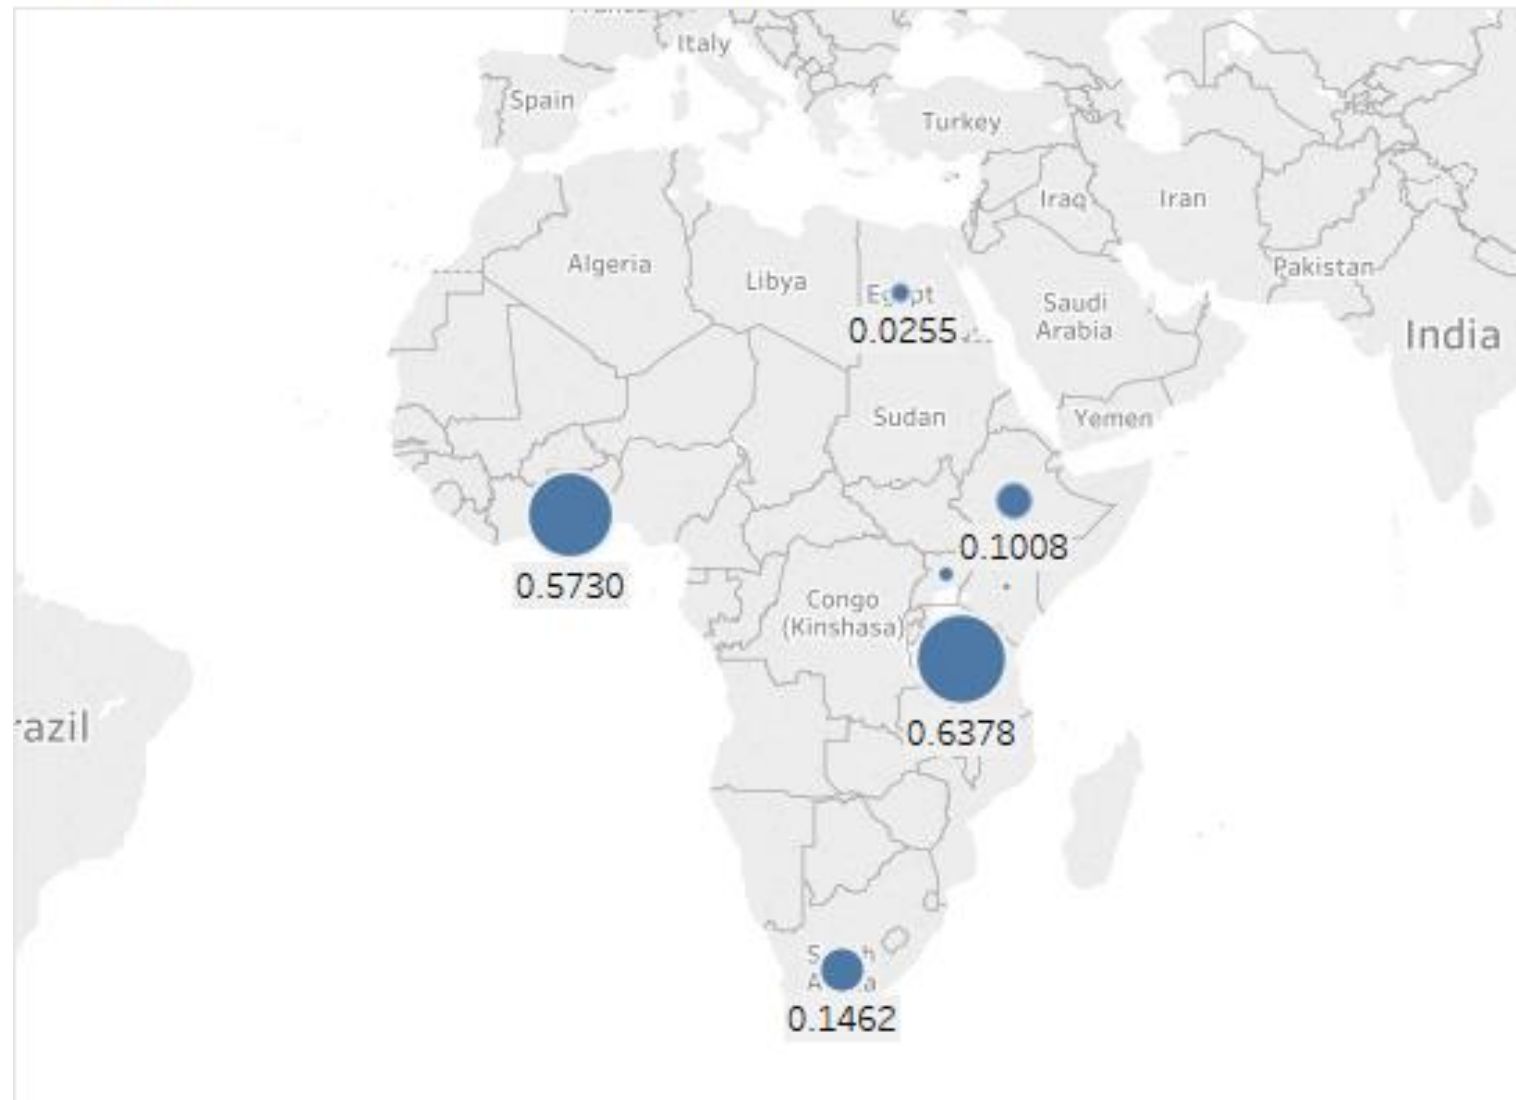 Italy
Spain
Turkey
Iraq
Iran
Algeria
Libya
Pakistan
Saudi
Arabia
0.0255
India
Sudan
Yemen
0.1008
0.5730
Congo
(Kinshasa)
0.6378
razil
0.1462